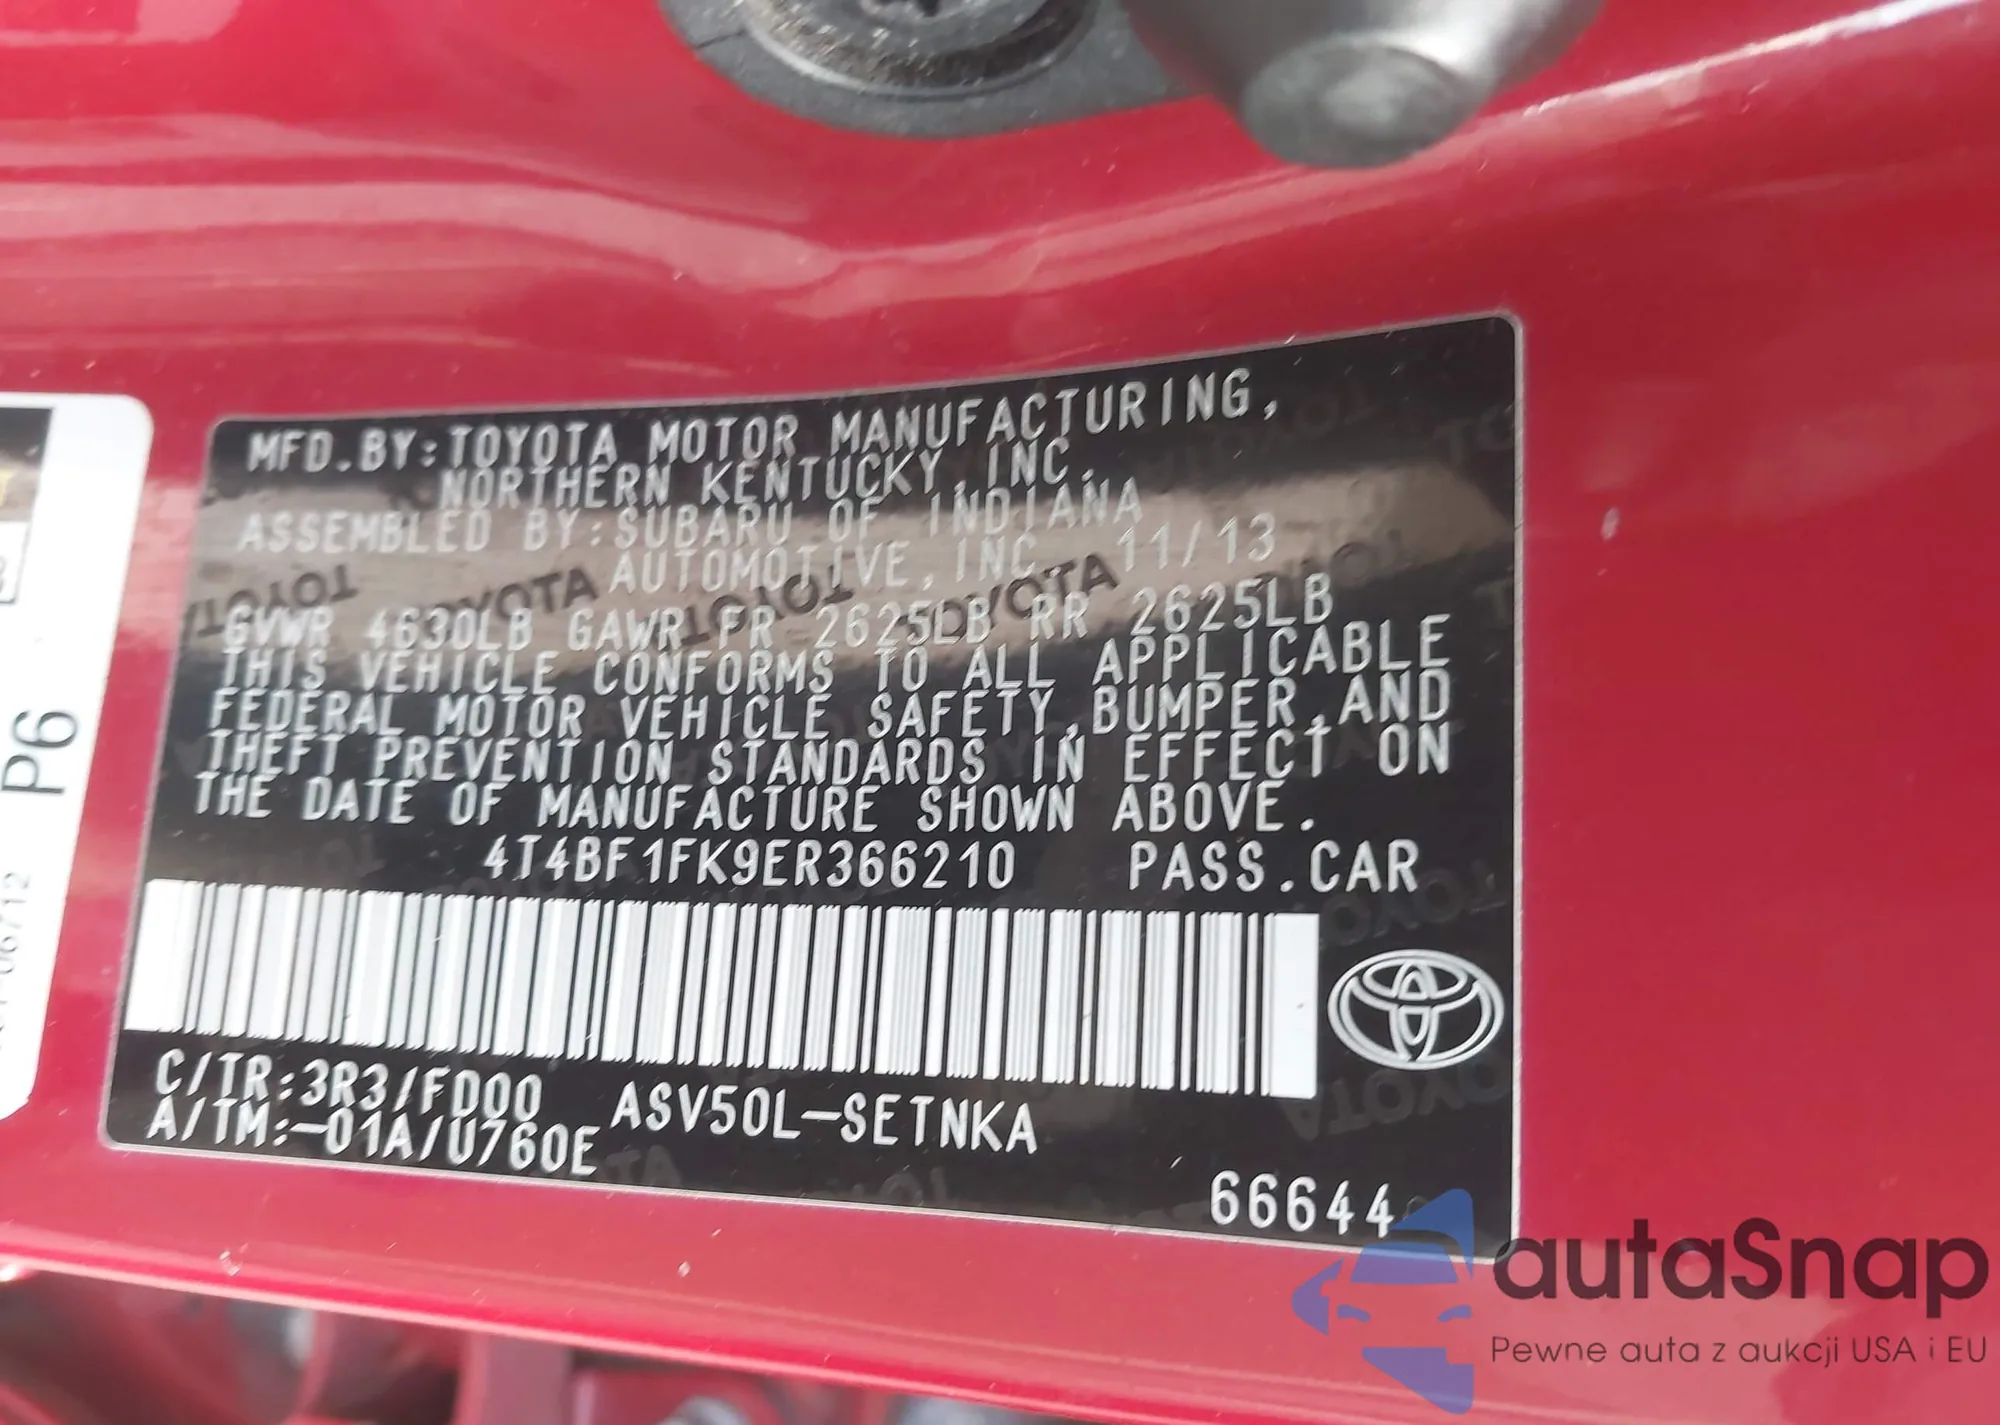 MFD.BY:TOYOTA MOTOR MANUFACTURING,
NORTHERN KENTUCKY, INC.
ASSEMBLED BY:SUBARU OF INDIANA
AUTOMOTIVE, INC. 11/13
GVWR 4630LB GAWR FR 2625LB RR 2625LB
THIS VEHICLE CONFORMS TO ALL APPLICABLE
FEDERAL MOTOR VEHICLE SAFETY,BUMPER,AND
THEFT PREVENTION STANDARDS IN EFFECT ON
THE DATE OF MANUFACTURE SHOWN ABOVE.
4T4BF1FK9ER366210 PASS.CAR
C/TR:3R3/FD00 ASV50L-SETNKA
A/TM:-01A/U760E
66644
P6
06/12
autaSnap
Pewne auta z aukcji USA i EU